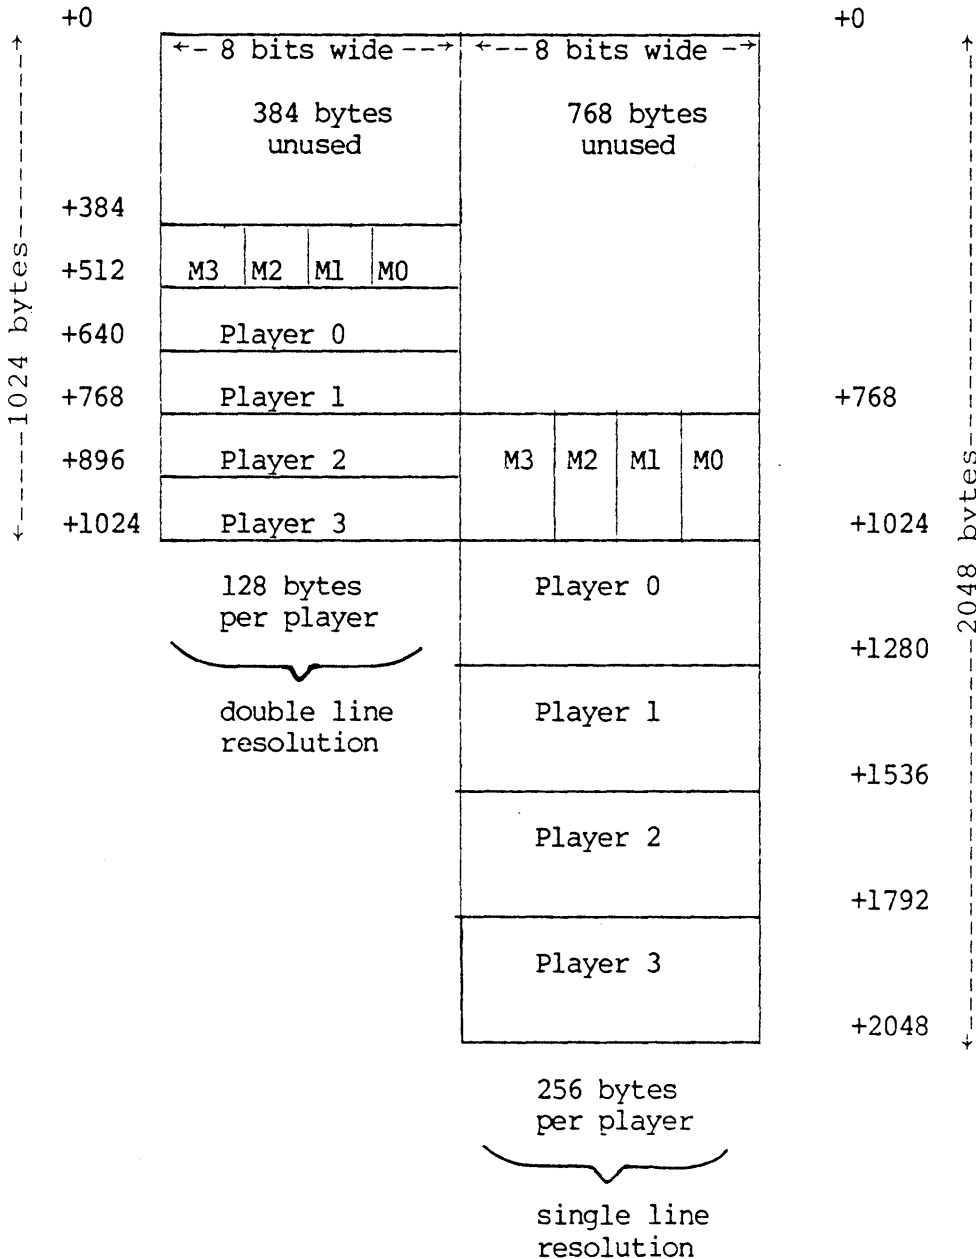 +0 +0
←- 8 bits wide --→ ←--- 8 bits wide -→
384 bytes 768 bytes
unused unused
+384
+512 M3 M2 M1 M0
+640 Player 0
+768 Player 1 +768
+896 Player 2 M3 M2 M1 M0
+1024 Player 3 +1024
1024 bytes
2048 bytes
128 bytes
per player
double line
resolution
Player 0
+1280
Player 1
+1536
Player 2
+1792
Player 3
+2048
256 bytes
per player
single line
resolution